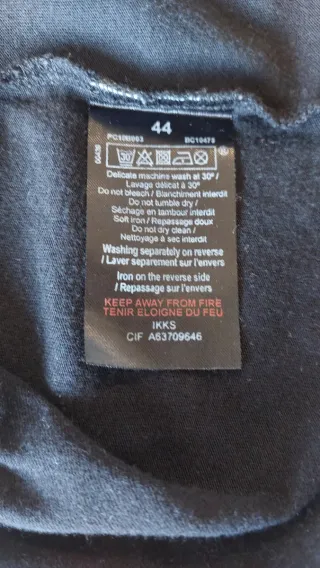 44
BC10475
30°
Delicate machine wash at 30° /
Lavage délicat à 30°
Do not bleach / Blanchiment interdit
Do not tumble dry /
Séchage en tambour interdit
Soft iron / Repassage doux
Do not dry clean /
Nettoyage à sec interdit
Washing separately on reverse
/ Laver separement sur l'envers
Iron on the reverse side
/ Repassage sur l'envers
KEEP AWAY FROM FIRE
TENIR ELOIGNE DU FEU
IKKS
CIF A63709646